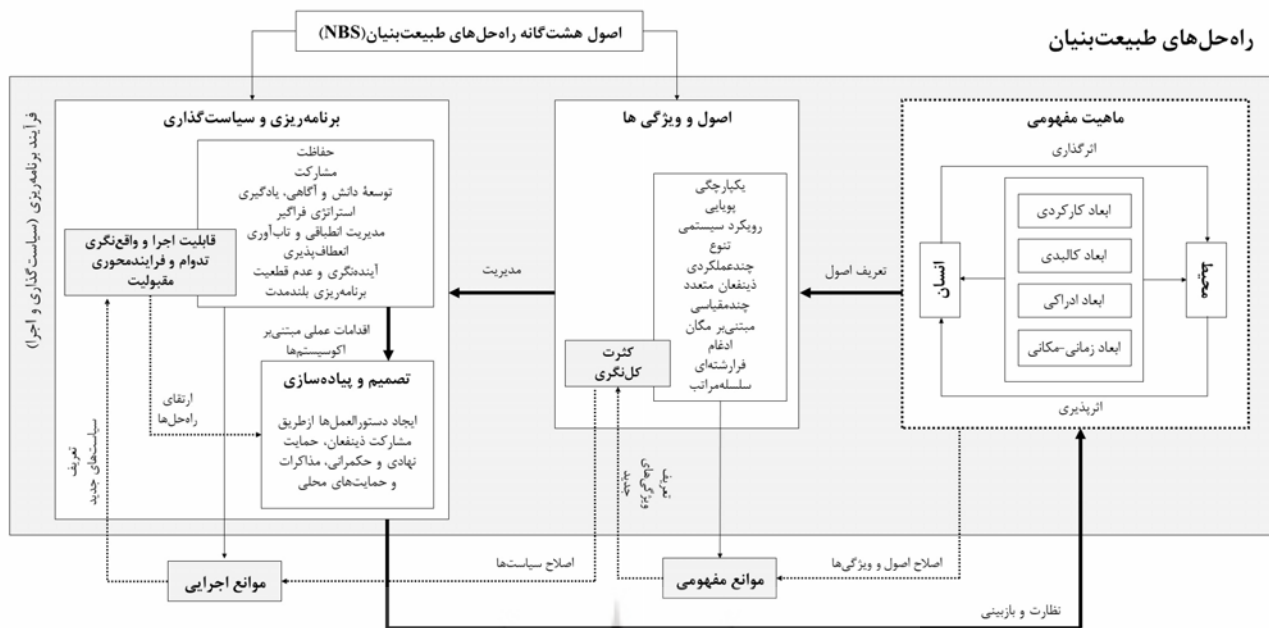 اصول هشت‌گانه راه‌حل‌های طبیعت‌بنیان(NBS)
راه‌حل‌های طبیعت‌بنیان
ماهیت مفهومی
اثرگذاری
محیط
ابعاد کارکردی
ابعاد کالبدی
ابعاد ادراکی
ابعاد زمانی-مکانی
انسان
اثرپذیری
تعریف اصول
اصول و ویژگی ها
یکپارچگی
پویایی
رویکرد سیستمی
تنوع
چندعملکردی
ذینفعان متعدد
چندمقیاسی
مبتنی‌بر مکان
ادغام
فرارشته‌ای
سلسله‌مراتب
کثرت
کل‌نگری
مدیریت
برنامه‌ریزی و سیاست‌گذاری
حفاظت
مشارکت
توسعهٔ دانش و آگاهی، یادگیری
استراتژی فراگیر
مدیریت انطباقی و تاب‌آوری
انعطاف‌پذیری
آینده‌نگری و عدم قطعیت
برنامه‌ریزی بلندمدت
قابلیت اجرا و واقع‌نگری
تدوام و فرایندمحوری
مقبولیت
اقدامات عملی مبتنی‌بر
اکوسیستم‌ها
تصمیم و پیاده‌سازی
ایجاد دستورالعمل‌ها ازطریق
مشارکت ذینفعان، حمایت
نهادی و حکمرانی، مذاکرات
و حمایت‌های محلی
ارتقای
راه‌حل‌ها
تعریف
سیاست‌های جدید
فرآیند برنامه‌ریزی (سیاست‌گذاری و اجرا)
تعریف
ویژگی‌های
جدید
اصلاح اصول و ویژگی‌ها
موانع مفهومی
اصلاح سیاست‌ها
موانع اجرایی
نظارت و بازبینی